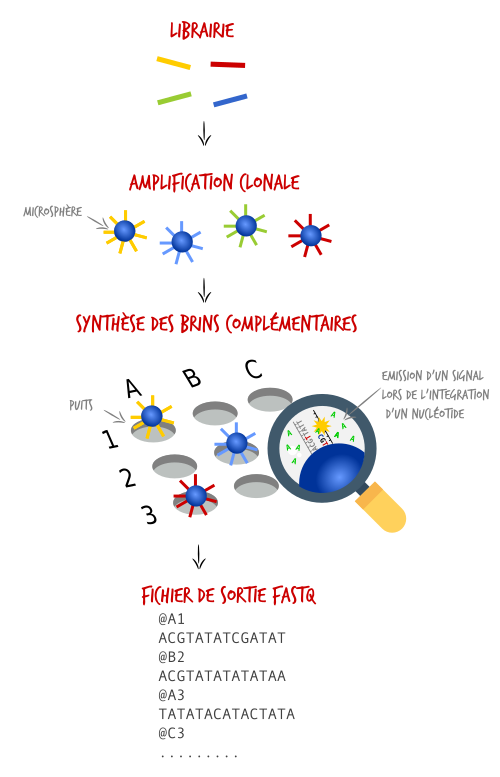 LIBRAIRIE
AMPLIFICATION CLONALE
MICROSPHÈRE
SYNTHÈSE DES BRINS COMPLÉMENTAIRES
A
B
C
EMISSION D'UN SIGNAL
LORS DE L'INTEGRATION
D'UN NUCLÉOTIDE
PUITS
1
2
3
A
A
A
A
A
A
A
A
FICHIER DE SORTIE FASTQ
@A1
ACGTATATCGATAT
@B2
ACGTATATATATAA
@A3
TATATACATACTATA
@C3
.........